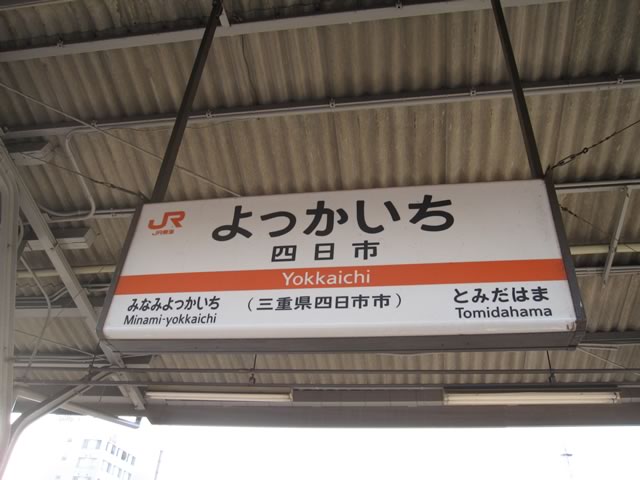 JR
JR東海
よっかいち
四日市
Yokkaichi
みなみよっかいち
Minami-yokkaichi
(三重県四日市市)
とみだはま
Tomidahama